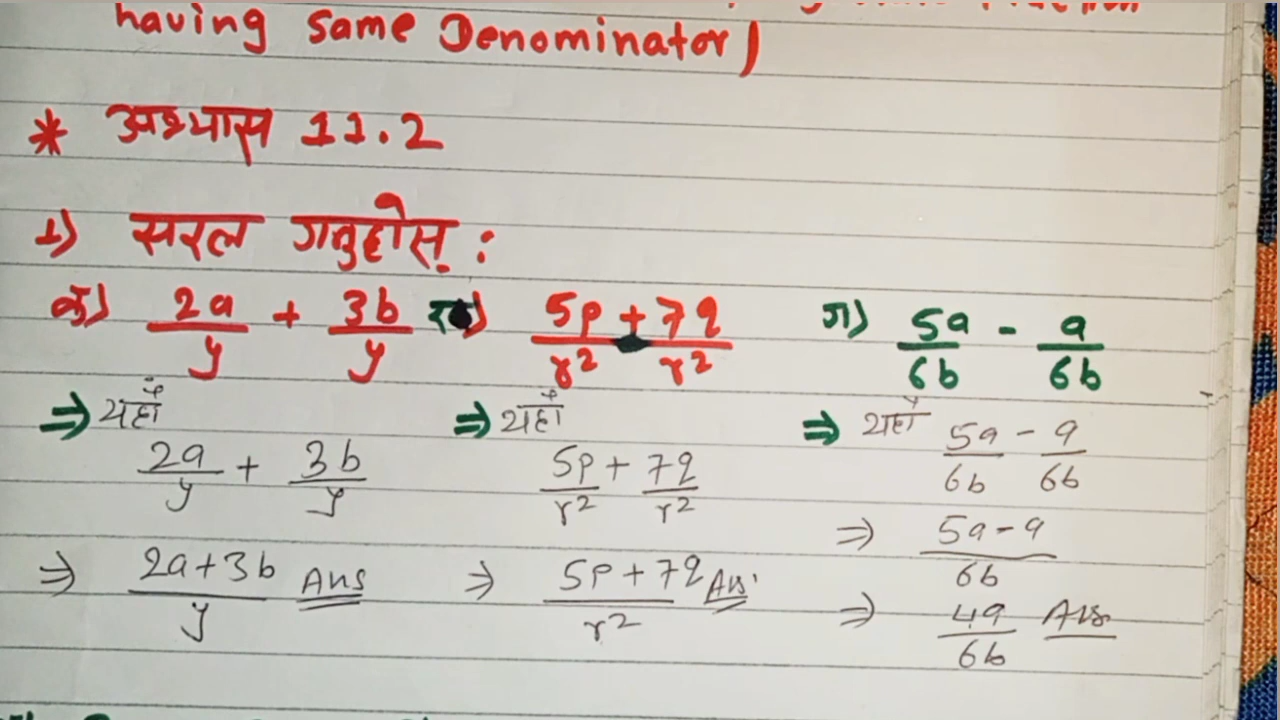 having same Denominator)
* अभ्यास 11.2
1) सरल गनुहोस् :
क) 2a/y + 3b/y ख) 5p/r² + 7q/r² ग) 5a/6b - a/6b
⇒ यहाँ ⇒ यहाँ ⇒ यहाँ 5a/6b - a/6b
2a/y + 3b/y 5p/r² + 7q/r²
⇒ (5a-a)/6b
⇒ (2a+3b)/y Ans ⇒ (5p+7q)/r² Ans
⇒ 4a/6b Ans